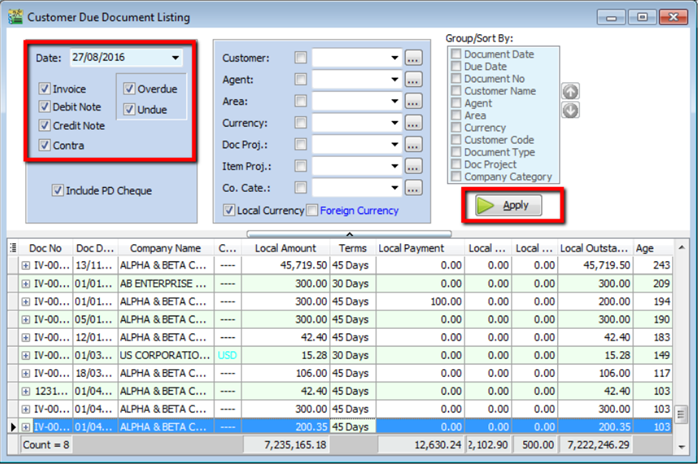 Customer Due Document Listing
Date: 27/08/2016
Invoice
Debit Note
Credit Note
Contra
Overdue
Undue
Include PD Cheque
Customer:
Agent:
Area:
Currency:
Doc Proj.:
Item Proj.:
Co. Cate.:
Local Currency Foreign Currency
Group/Sort By:
Document Date
Due Date
Document No
Customer Name
Agent
Area
Currency
Customer Code
Document Type
Doc Project
Company Category
Apply
Doc No Doc D... Company Name C... Local Amount Terms Local Payment Local ... Local ... Local Outsta... Age
IV-00... 13/11... ALPHA & BETA C... ---- 45,719.50 45 Days 0.00 0.00 0.00 45,719.50 243
IV-00... 01/01... AB ENTERPRISE ... ---- 300.00 30 Days 0.00 0.00 0.00 300.00 209
IV-00... 01/01... ALPHA & BETA C... ---- 300.00 45 Days 100.00 0.00 0.00 200.00 194
IV-00... 05/01... ALPHA & BETA C... ---- 300.00 45 Days 0.00 0.00 0.00 300.00 190
IV-00... 12/01... ALPHA & BETA C... ---- 42.40 45 Days 0.00 0.00 0.00 42.40 183
IV-00... 01/03... US CORPORATIO... USD 15.28 30 Days 0.00 0.00 0.00 15.28 149
IV-00... 18/03... ALPHA & BETA C... ---- 106.00 45 Days 0.00 0.00 0.00 106.00 117
1231... 01/04... ALPHA & BETA C... ---- 42.40 45 Days 0.00 0.00 0.00 42.40 103
IV-00... 01/04... ALPHA & BETA C... ---- 300.00 45 Days 0.00 0.00 0.00 300.00 103
IV-00... 01/04... ALPHA & BETA C... ---- 200.35 45 Days 0.00 0.00 0.00 200.35 103
Count = 8 7,235,165.18 12,630.24 2,102.90 500.00 7,222,246.29